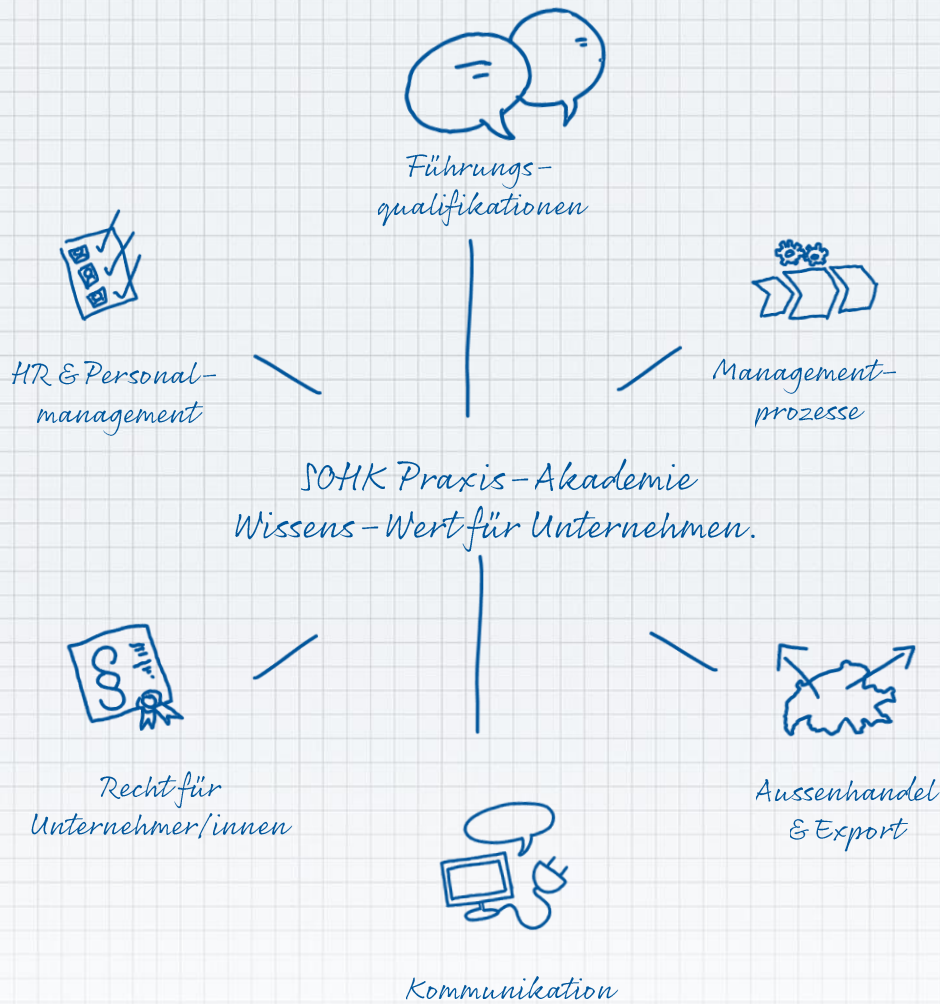 Führungs-
qualifikationen
HR & Personal-
management
Management-
prozesse
SOHK Praxis-Akademie
Wissens-Wert für Unternehmen.
Recht für
Unternehmer/innen
Aussenhandel
& Export
Kommunikation